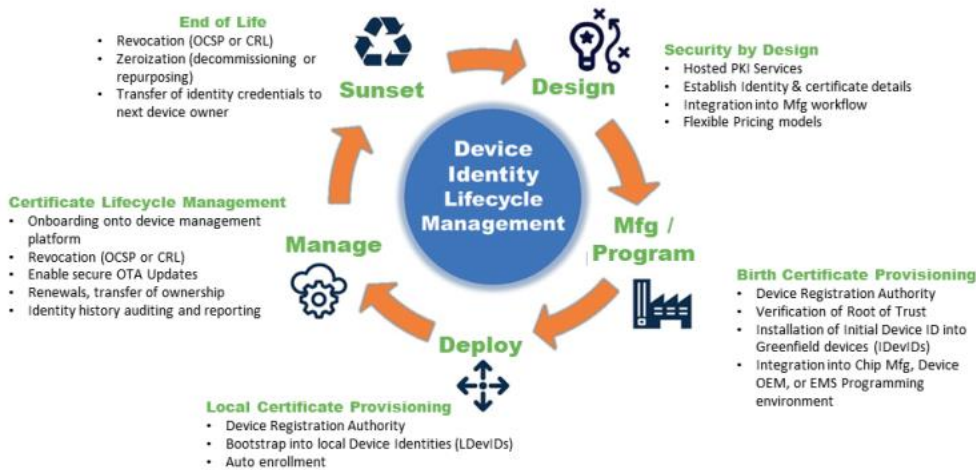 End of Life
• Revocation (OCSP or CRL)
• Zeroization (decommissioning or
repurposing)
• Transfer of identity credentials to
next device owner
Sunset
Design
Security by Design
• Hosted PKI Services
• Establish Identity & certificate details
• Integration into Mfg workflow
• Flexible Pricing models
Device
Identity
Lifecycle
Management
Certificate Lifecycle Management
• Onboarding onto device management
platform
• Revocation (OCSP or CRL)
• Enable secure OTA Updates
• Renewals, transfer of ownership
• Identity history auditing and reporting
Manage
Mfg /
Program
Birth Certificate Provisioning
• Device Registration Authority
• Verification of Root of Trust
• Installation of Initial Device ID into
Greenfield devices (IDevIDs)
• Integration into Chip Mfg, Device
OEM, or EMS Programming
environment
Deploy
Local Certificate Provisioning
• Device Registration Authority
• Bootstrap into local Device Identities (LDevIDs)
• Auto enrollment